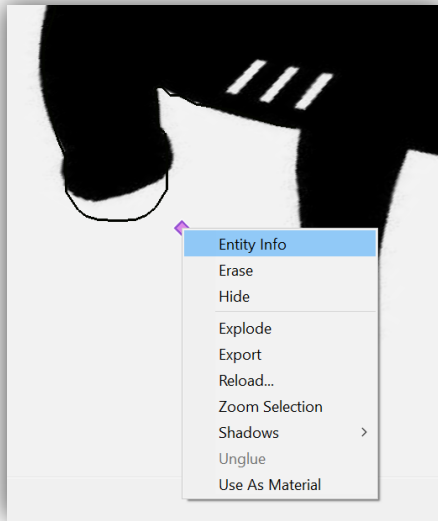 Entity Info
Erase
Hide
Explode
Export
Reload...
Zoom Selection
Shadows
Unglue
Use As Material